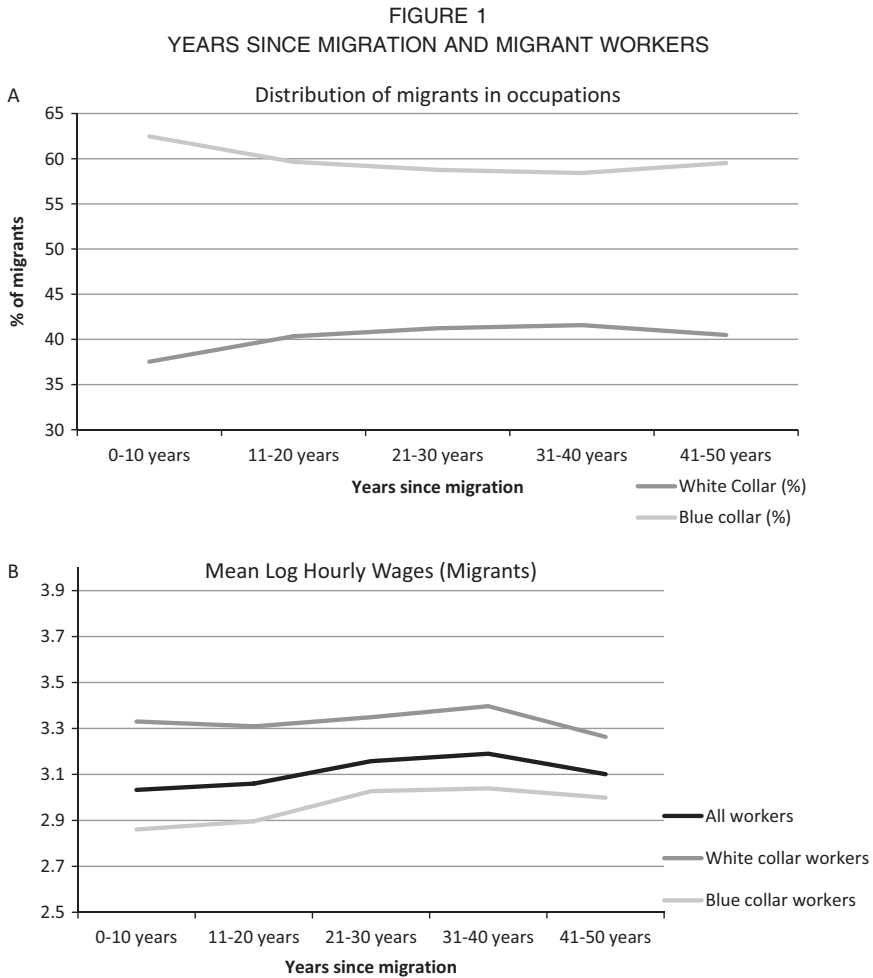 FIGURE 1
YEARS SINCE MIGRATION AND MIGRANT WORKERS
A
Distribution of migrants in occupations
65
60
55
50
45
40
35
30
% of migrants
0-10 years 11-20 years 21-30 years 31-40 years 41-50 years
Years since migration
White Collar (%)
Blue collar (%)
B
Mean Log Hourly Wages (Migrants)
3.9
3.7
3.5
3.3
3.1
2.9
2.7
2.5
All workers
White collar workers
Blue collar workers
0-10 years 11-20 years 21-30 years 31-40 years 41-50 years
Years since migration